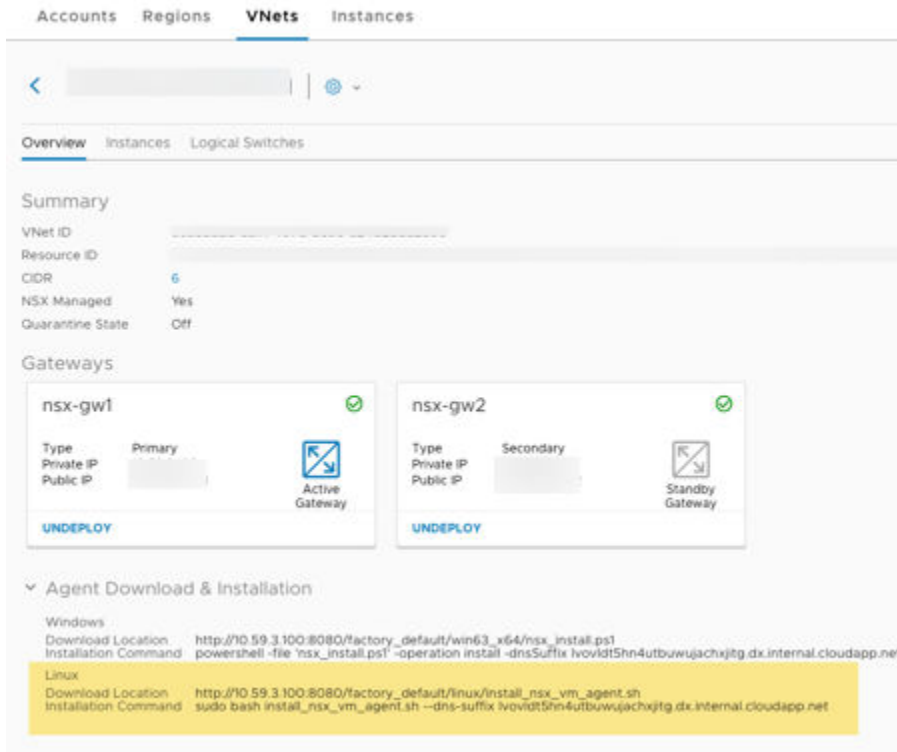 Accounts Regions VNets Instances
Overview Instances Logical Switches
Summary
VNet ID
Resource ID
CIDR 6
NSX Managed Yes
Quarantine State Off
Gateways
nsx-gw1
Type Primary
Private IP
Public IP
Active
Gateway
UNDEPLOY
nsx-gw2
Type Secondary
Private IP
Public IP
Standby
Gateway
UNDEPLOY
Agent Download & Installation
Windows
Download Location http://10.59.3.100:8080/factory_default/win63_x64/nsx_install.ps1
Installation Command powershell -file 'nsx_install.ps1' -operation install -dnsSuffix lvovldt5hn4utbuwujachxjitg.dx.internal.cloudapp.ne
Linux
Download Location http://10.59.3.100:8080/factory_default/linux/install_nsx_vm_agent.sh
Installation Command sudo bash install_nsx_vm_agent.sh --dns-suffix lvovldt5hn4utbuwujachxjitg.dx.internal.cloudapp.net